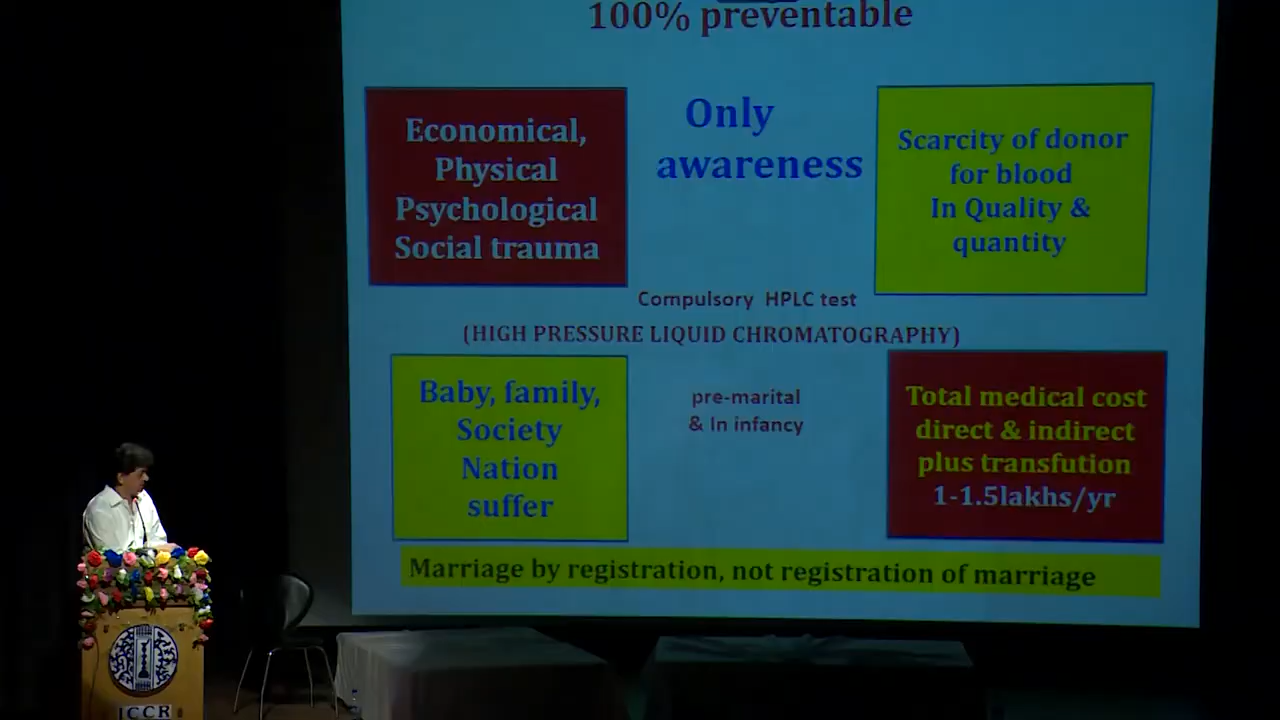 100% preventable
Economical,
Physical
Psychological
Social trauma
Only
awareness
Scarcity of donor
for blood
In Quality &
quantity
Compulsory HPLC test
(HIGH PRESSURE LIQUID CHROMATOGRAPHY)
Baby, family,
Society
Nation
suffer
pre-marital
& In infancy
Total medical cost
direct & indirect
plus transfution
1-1.5lakhs/yr
Marriage by registration, not registration of marriage
ICCR